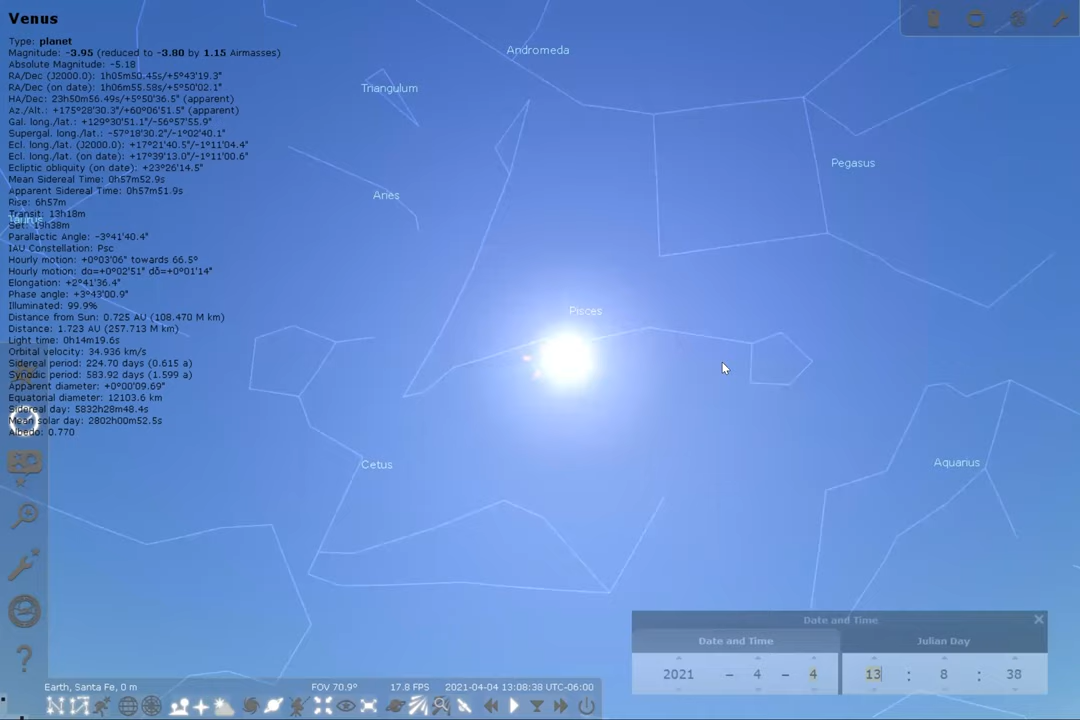 Venus
Type: planet
Magnitude: -3.95 (reduced to -3.80 by 1.15 Airmasses)
Absolute Magnitude: -5.18
RA/Dec (J2000.0): 1h05m50.45s/+5°43'19.3"
RA/Dec (on date): 1h06m55.58s/+5°50'02.1"
HA/Dec: 23h50m56.49s/+5°50'36.5" (apparent)
Az./Alt.: +175°28'30.3"/+60°06'51.5" (apparent)
Gal. long./lat.: +129°30'51.1"/-56°57'55.9"
Supergal. long./lat.: -57°18'30.2"/-1°02'40.1"
Ecl. long./lat. (J2000.0): +17°21'40.5"/-1°11'04.4"
Ecl. long./lat. (on date): +17°39'13.0"/-1°11'00.6"
Ecliptic obliquity (on date): +23°26'14.5"
Mean Sidereal Time: 0h57m52.9s
Apparent Sidereal Time: 0h57m51.9s
Rise: 6h57m
Transit: 13h18m
Set: 19h38m
Parallactic Angle: -3°41'40.4"
IAU Constellation: Psc
Hourly motion: +0°03'06" towards 66.5°
Hourly motion: dα=+0°02'51" dδ=+0°01'14"
Elongation: +2°41'36.4"
Phase angle: +3°43'00.9"
Illuminated: 99.9%
Distance from Sun: 0.725 AU (108.470 M km)
Distance: 1.723 AU (257.713 M km)
Light time: 0h14m19.6s
Orbital velocity: 34.936 km/s
Sidereal period: 224.70 days (0.615 a)
Synodic period: 583.92 days (1.599 a)
Apparent diameter: +0°00'09.69"
Equatorial diameter: 12103.6 km
Sidereal day: 5832h28m48.4s
Mean solar day: 2802h00m52.5s
Albedo: 0.770
Taurus
Andromeda
Triangulum
Pegasus
Aries
Pisces
Cetus
Aquarius
Date and Time
Date and Time
Julian Day
2021 - 4 - 4
13 : 8 : 38
Earth, Santa Fe, 0 m
FOV 70.9°
17.8 FPS
2021-04-04 13:08:38 UTC-06:00
?